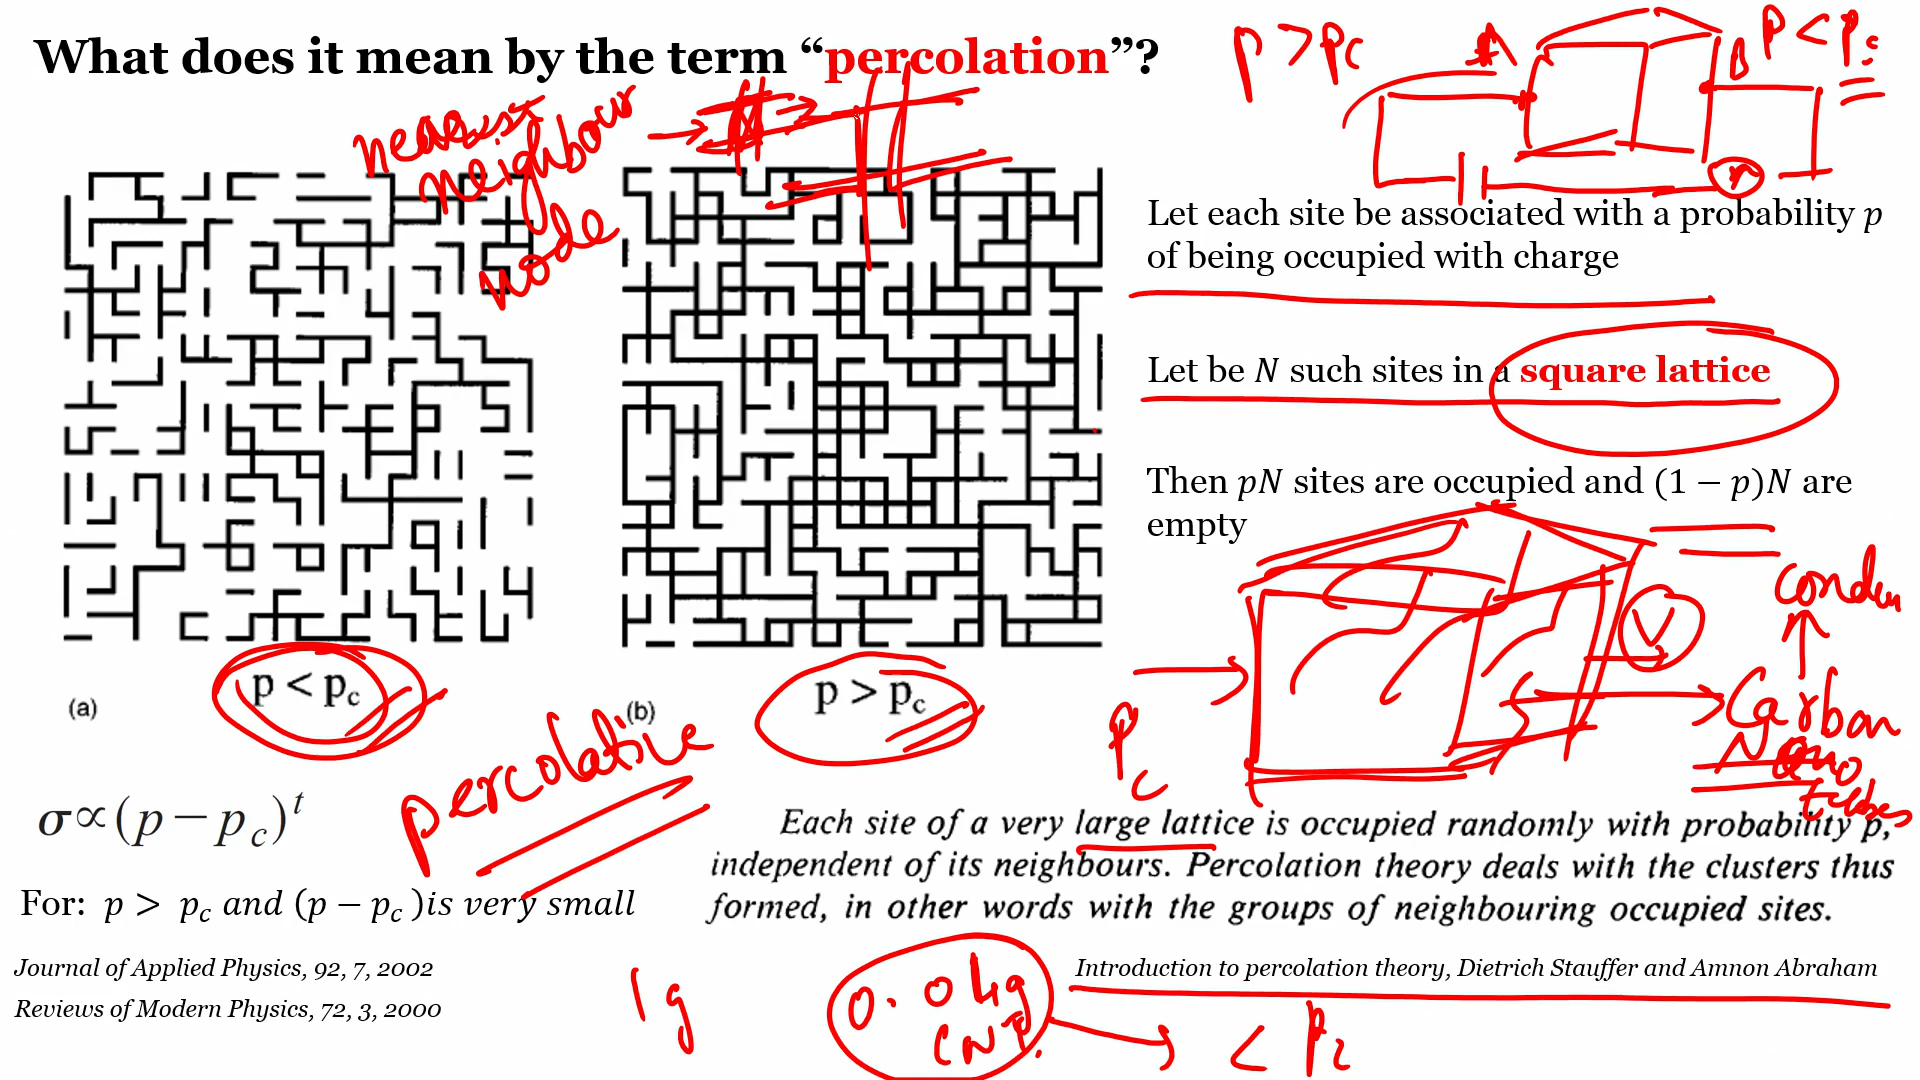 What does it mean by the term “percolation”?
p > pc
A
B
p < pc
nearest
neighbour
node
Let each site be associated with a probability p
of being occupied with charge
Let be N such sites in a square lattice
Then pN sites are occupied and (1 − p)N are
empty
p < pc
(a)
p > pc
(b)
percolative
V
Pc
Carbon
Nano
tubes
σ∝(p−pc)^t
For: p > pc and (p − pc)is very small
Each site of a very large lattice is occupied randomly with probability p,
independent of its neighbours. Percolation theory deals with the clusters thus
formed, in other words with the groups of neighbouring occupied sites.
Journal of Applied Physics, 92, 7, 2002
Reviews of Modern Physics, 72, 3, 2000
Introduction to percolation theory, Dietrich Stauffer and Amnon Abraham
1g
0.04g
CNT.
< Pc